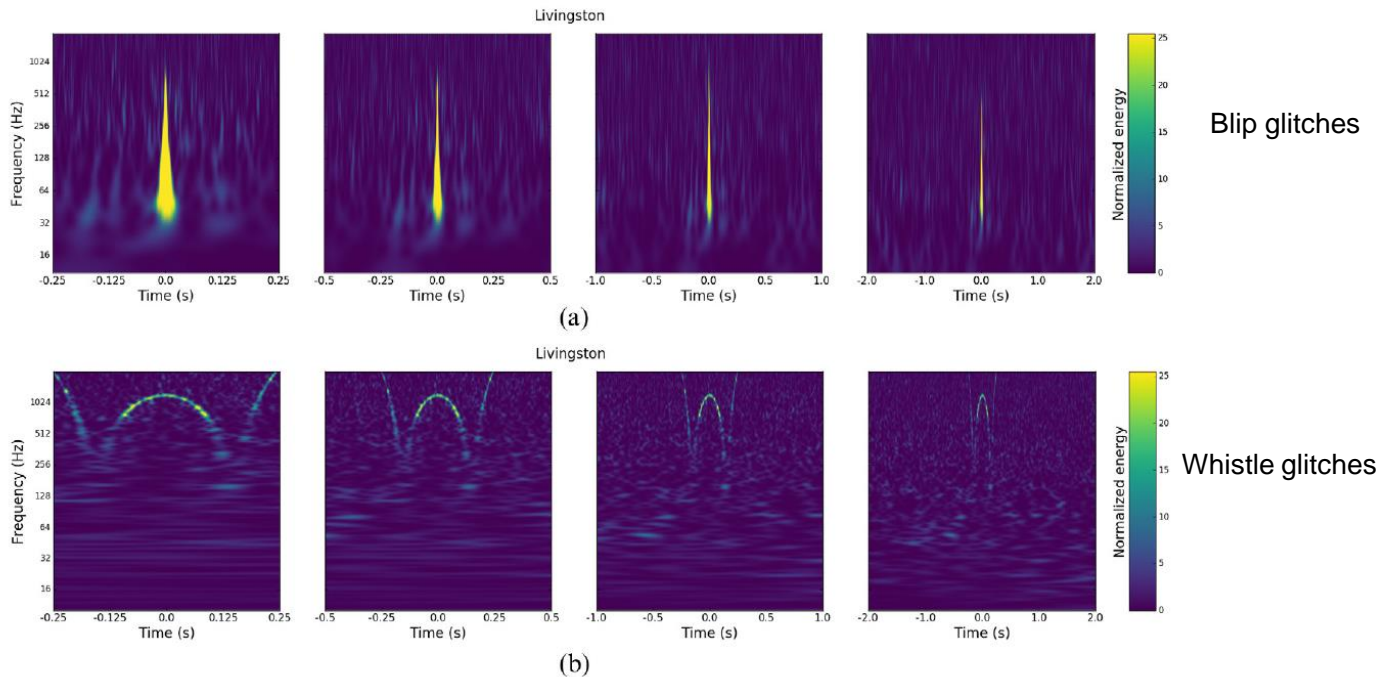 Livingston
Frequency (Hz)
1024
512
256
128
64
32
16
-0.25 -0.125 0.0 0.125 0.25
Time (s)
-0.5 -0.25 0.0 0.25 0.5
Time (s)
-1.0 -0.5 0.0 0.5 1.0
Time (s)
-2.0 -1.0 0.0 1.0 2.0
Time (s)
Normalized energy
25
20
15
10
5
0
Blip glitches
(a)
Livingston
Frequency (Hz)
1024
512
256
128
64
32
16
-0.25 -0.125 0.0 0.125 0.25
Time (s)
-0.5 -0.25 0.0 0.25 0.5
Time (s)
-1.0 -0.5 0.0 0.5 1.0
Time (s)
-2.0 -1.0 0.0 1.0 2.0
Time (s)
Normalized energy
25
20
15
10
5
0
Whistle glitches
(b)